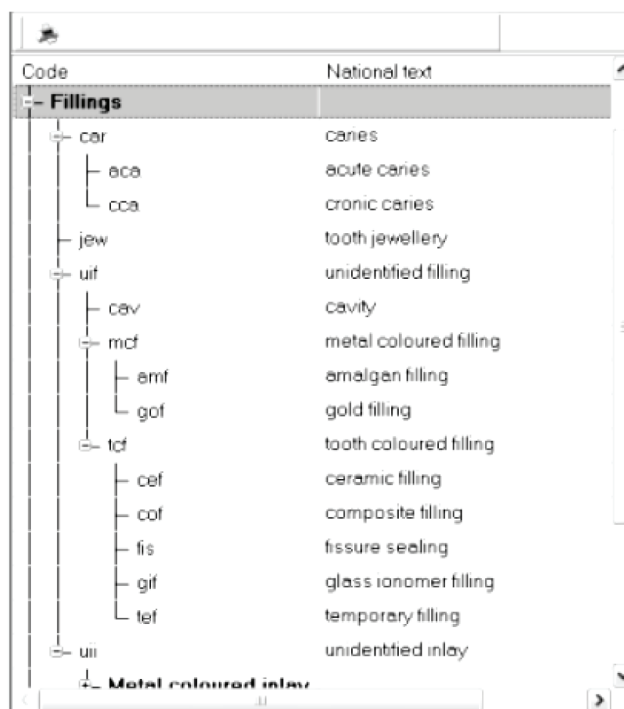 Code National text
Fillings
car caries
aca acute caries
cca cronic caries
jew tooth jewellery
uif unidentified filling
cav cavity
mcf metal coloured filling
amf amalgan filling
gof gold filling
tcf tooth coloured filling
cef ceramic filling
cof composite filling
fis fissure sealing
gif glass ionomer filling
tef temporary filling
uii unidentified inlay
Metal coloured inlay